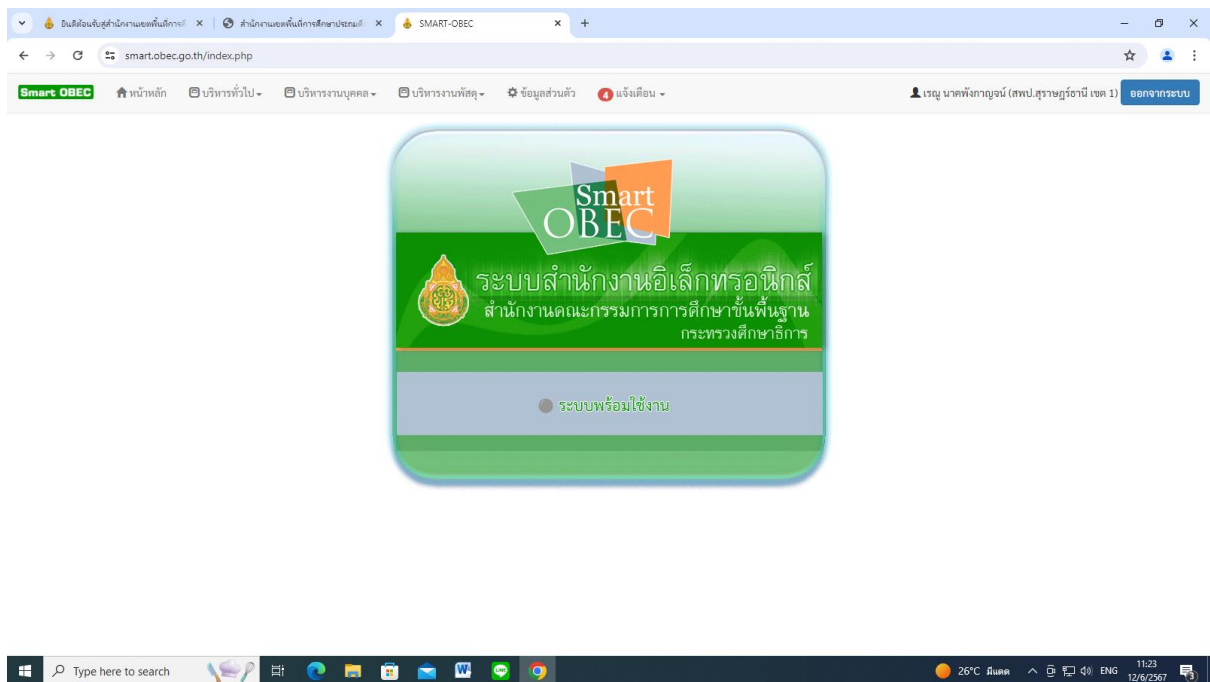 ยินดีต้อนรับสู่สำนักงานเขตพื้นที่การศึ
สำนักงานเขตพื้นที่การศึกษาประถมศึ
SMART-OBEC
smart.obec.go.th/index.php
Smart OBEC หน้าหลัก บริหารทั่วไป บริหารงานบุคคล บริหารงานพัสดุ ข้อมูลส่วนตัว 4 แจ้งเตือน เรณู นาคพังกาญจน์ (สพป.สุราษฎร์ธานี เขต 1) ออกจากระบบ
Smart
OBEC
ระบบสำนักงานอิเล็กทรอนิกส์
สำนักงานคณะกรรมการการศึกษาขั้นพื้นฐาน
กระทรวงศึกษาธิการ
ระบบพร้อมใช้งาน
Type here to search 26°C มีแดด ENG 11:23
12/6/2567 3